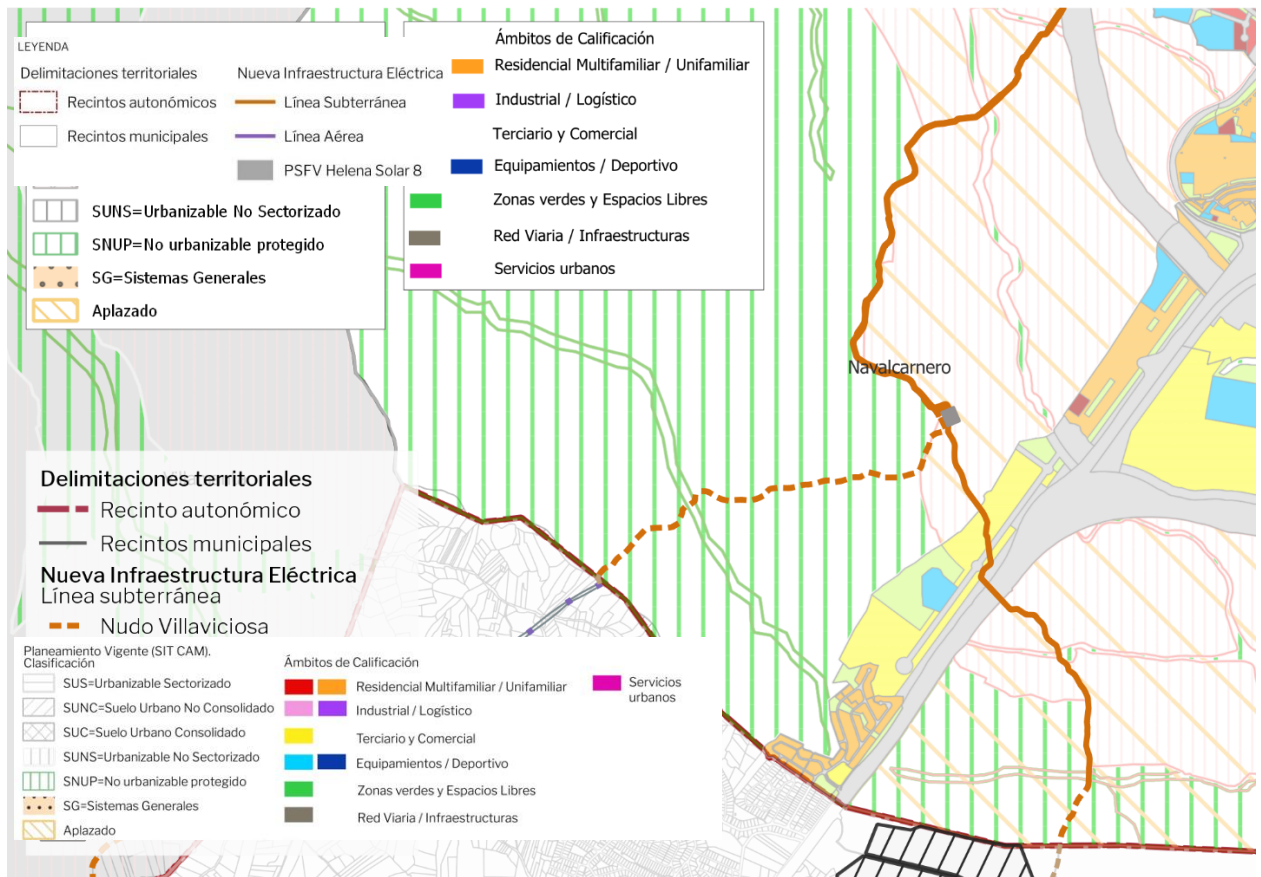 LEYENDA
Delimitaciones territoriales
Recintos autonómicos
Recintos municipales
Nueva Infraestructura Eléctrica
Línea Subterránea
Línea Aérea
PSFV Helena Solar 8
SUNS=Urbanizable No Sectorizado
SNUP=No urbanizable protegido
SG=Sistemas Generales
Aplazado
Ámbitos de Calificación
Residencial Multifamiliar / Unifamiliar
Industrial / Logístico
Terciario y Comercial
Equipamientos / Deportivo
Zonas verdes y Espacios Libres
Red Viaria / Infraestructuras
Servicios urbanos
Navalcarnero
Delimitaciones territoriales
Recinto autonómico
Recintos municipales
Nueva Infraestructura Eléctrica
Línea subterránea
Nudo Villaviciosa
Planeamiento Vigente (SIT CAM).
Clasificación
SUS=Urbanizable Sectorizado
SUNC=Suelo Urbano No Consolidado
SUC=Suelo Urbano Consolidado
SUNS=Urbanizable No Sectorizado
SNUP=No urbanizable protegido
SG=Sistemas Generales
Aplazado
Ámbitos de Calificación
Residencial Multifamiliar / Unifamiliar
Industrial / Logístico
Terciario y Comercial
Equipamientos / Deportivo
Zonas verdes y Espacios Libres
Red Viaria / Infraestructuras
Servicios
urbanos